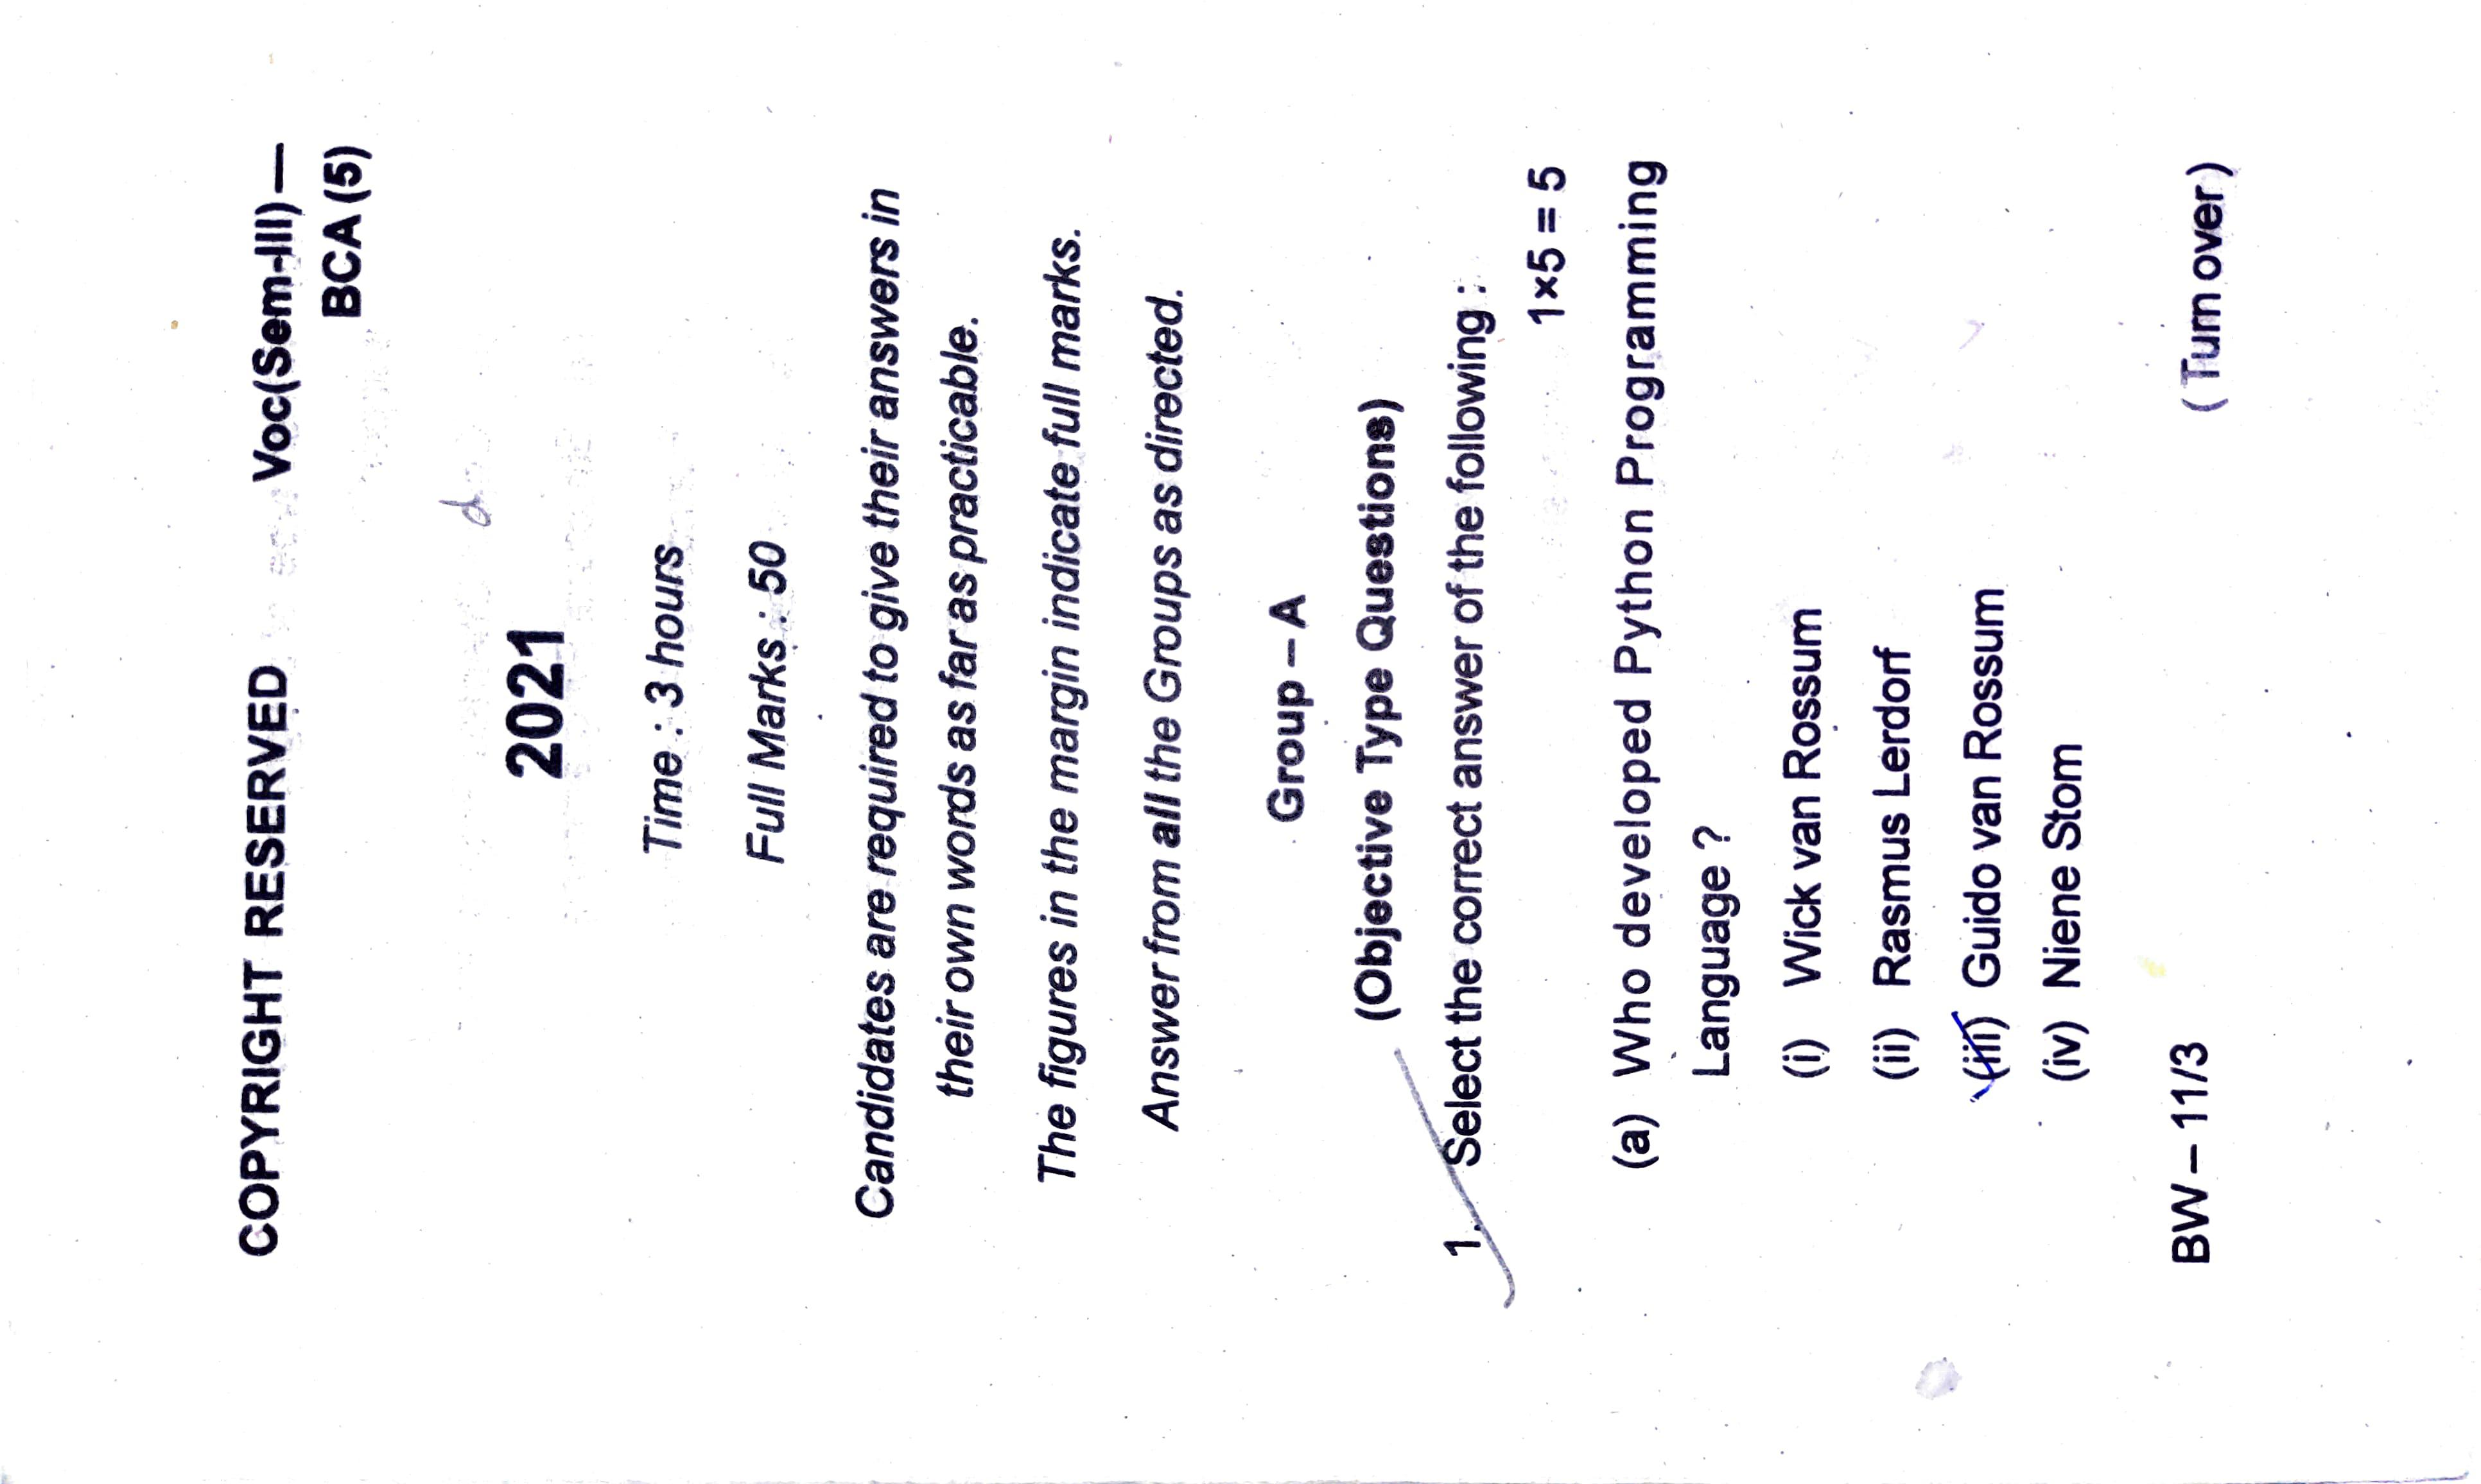 COPYRIGHT RESERVED Voc(Sem-III) —
BCA (5)
d
2021
Time : 3 hours
Full Marks : 50
Candidates are required to give their answers in
their own words as far as practicable.
The figures in the margin indicate full marks.
Answer from all the Groups as directed.
Group – A
(Objective Type Questions)
1. Select the correct answer of the following :
1×5 = 5
(a) Who developed Python Programming
Language ?
(i) Wick van Rossum
(ii) Rasmus Lerdorf
(iii) Guido van Rossum
(iv) Niene Stom
BW – 11/3 ( Turn over )